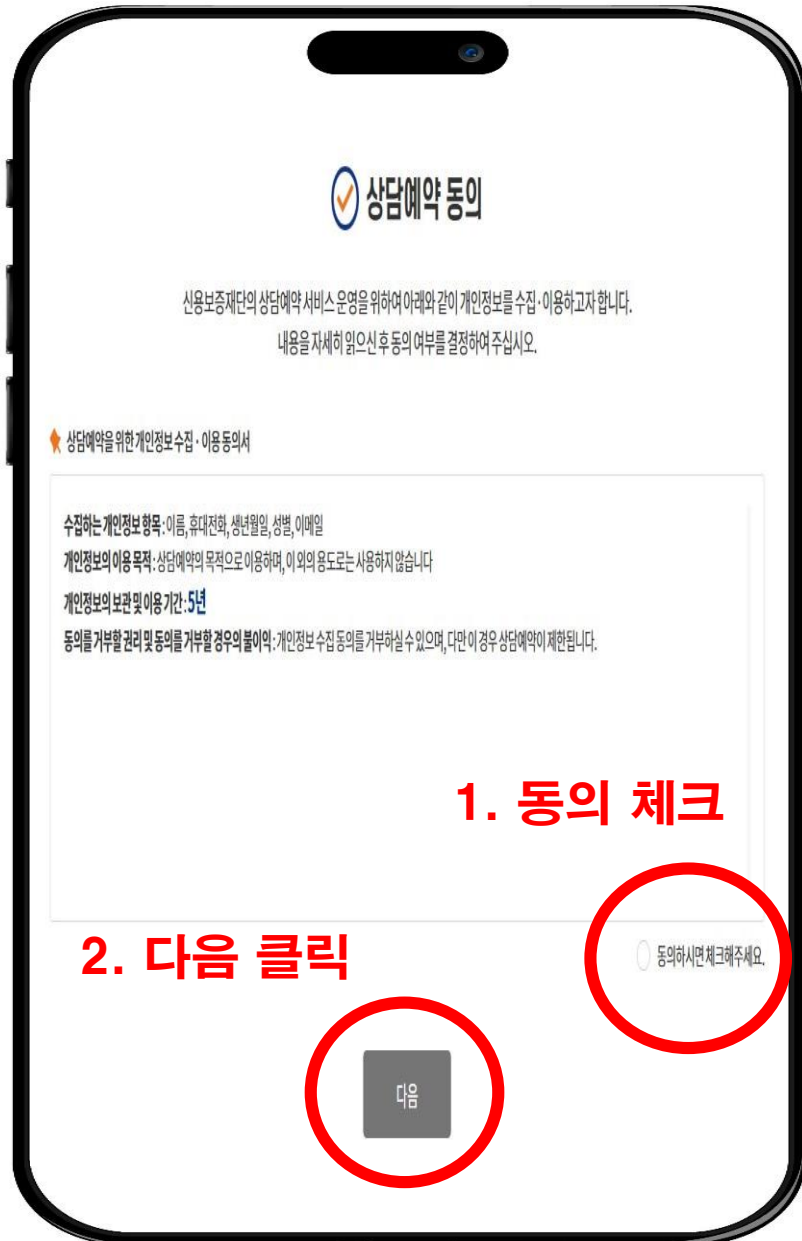 상담예약 동의
신용보증재단의 상담예약 서비스 운영을 위하여 아래와 같이 개인정보를 수집·이용하고자 합니다.
내용을 자세히 읽으신 후 동의 여부를 결정하여 주십시오.
상담예약을 위한 개인정보 수집·이용 동의서
수집하는 개인정보 항목 : 이름, 휴대전화, 생년월일, 성별, 이메일
개인정보의 이용 목적 : 상담예약의 목적으로 이용하며, 이 외의 용도로는 사용하지 않습니다
개인정보의 보관 및 이용 기간 : 5년
동의를 거부할 권리 및 동의를 거부할 경우의 불이익 : 개인정보 수집 동의를 거부하실 수 있으며, 다만 이 경우 상담예약이 제한됩니다.
1. 동의 체크
2. 다음 클릭
동의하시면 체크해주세요.
다음